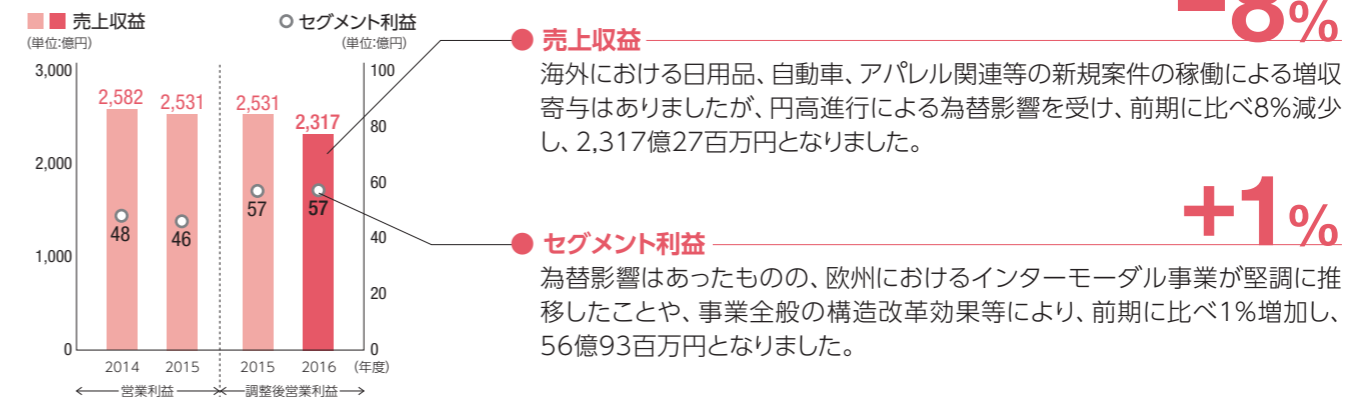 売上収益
(単位:億円)
セグメント利益
(単位:億円)
3,000
2,000
1,000
0
100
80
60
40
20
0
2,582
2,531
2,531
2,317
48
46
57
57
2014
2015
2015
2016
(年度)
営業利益
調整後営業利益
-8%
売上収益
海外における日用品、自動車、アパレル関連等の新規案件の稼働による増収
寄与はありましたが、円高進行による為替影響を受け、前期に比べ8%減少
し、2,317億27百万円となりました。
+1%
セグメント利益
為替影響はあったものの、欧州におけるインターモーダル事業が堅調に推
移したことや、事業全般の構造改革効果等により、前期に比べ1%増加し、
56億93百万円となりました。